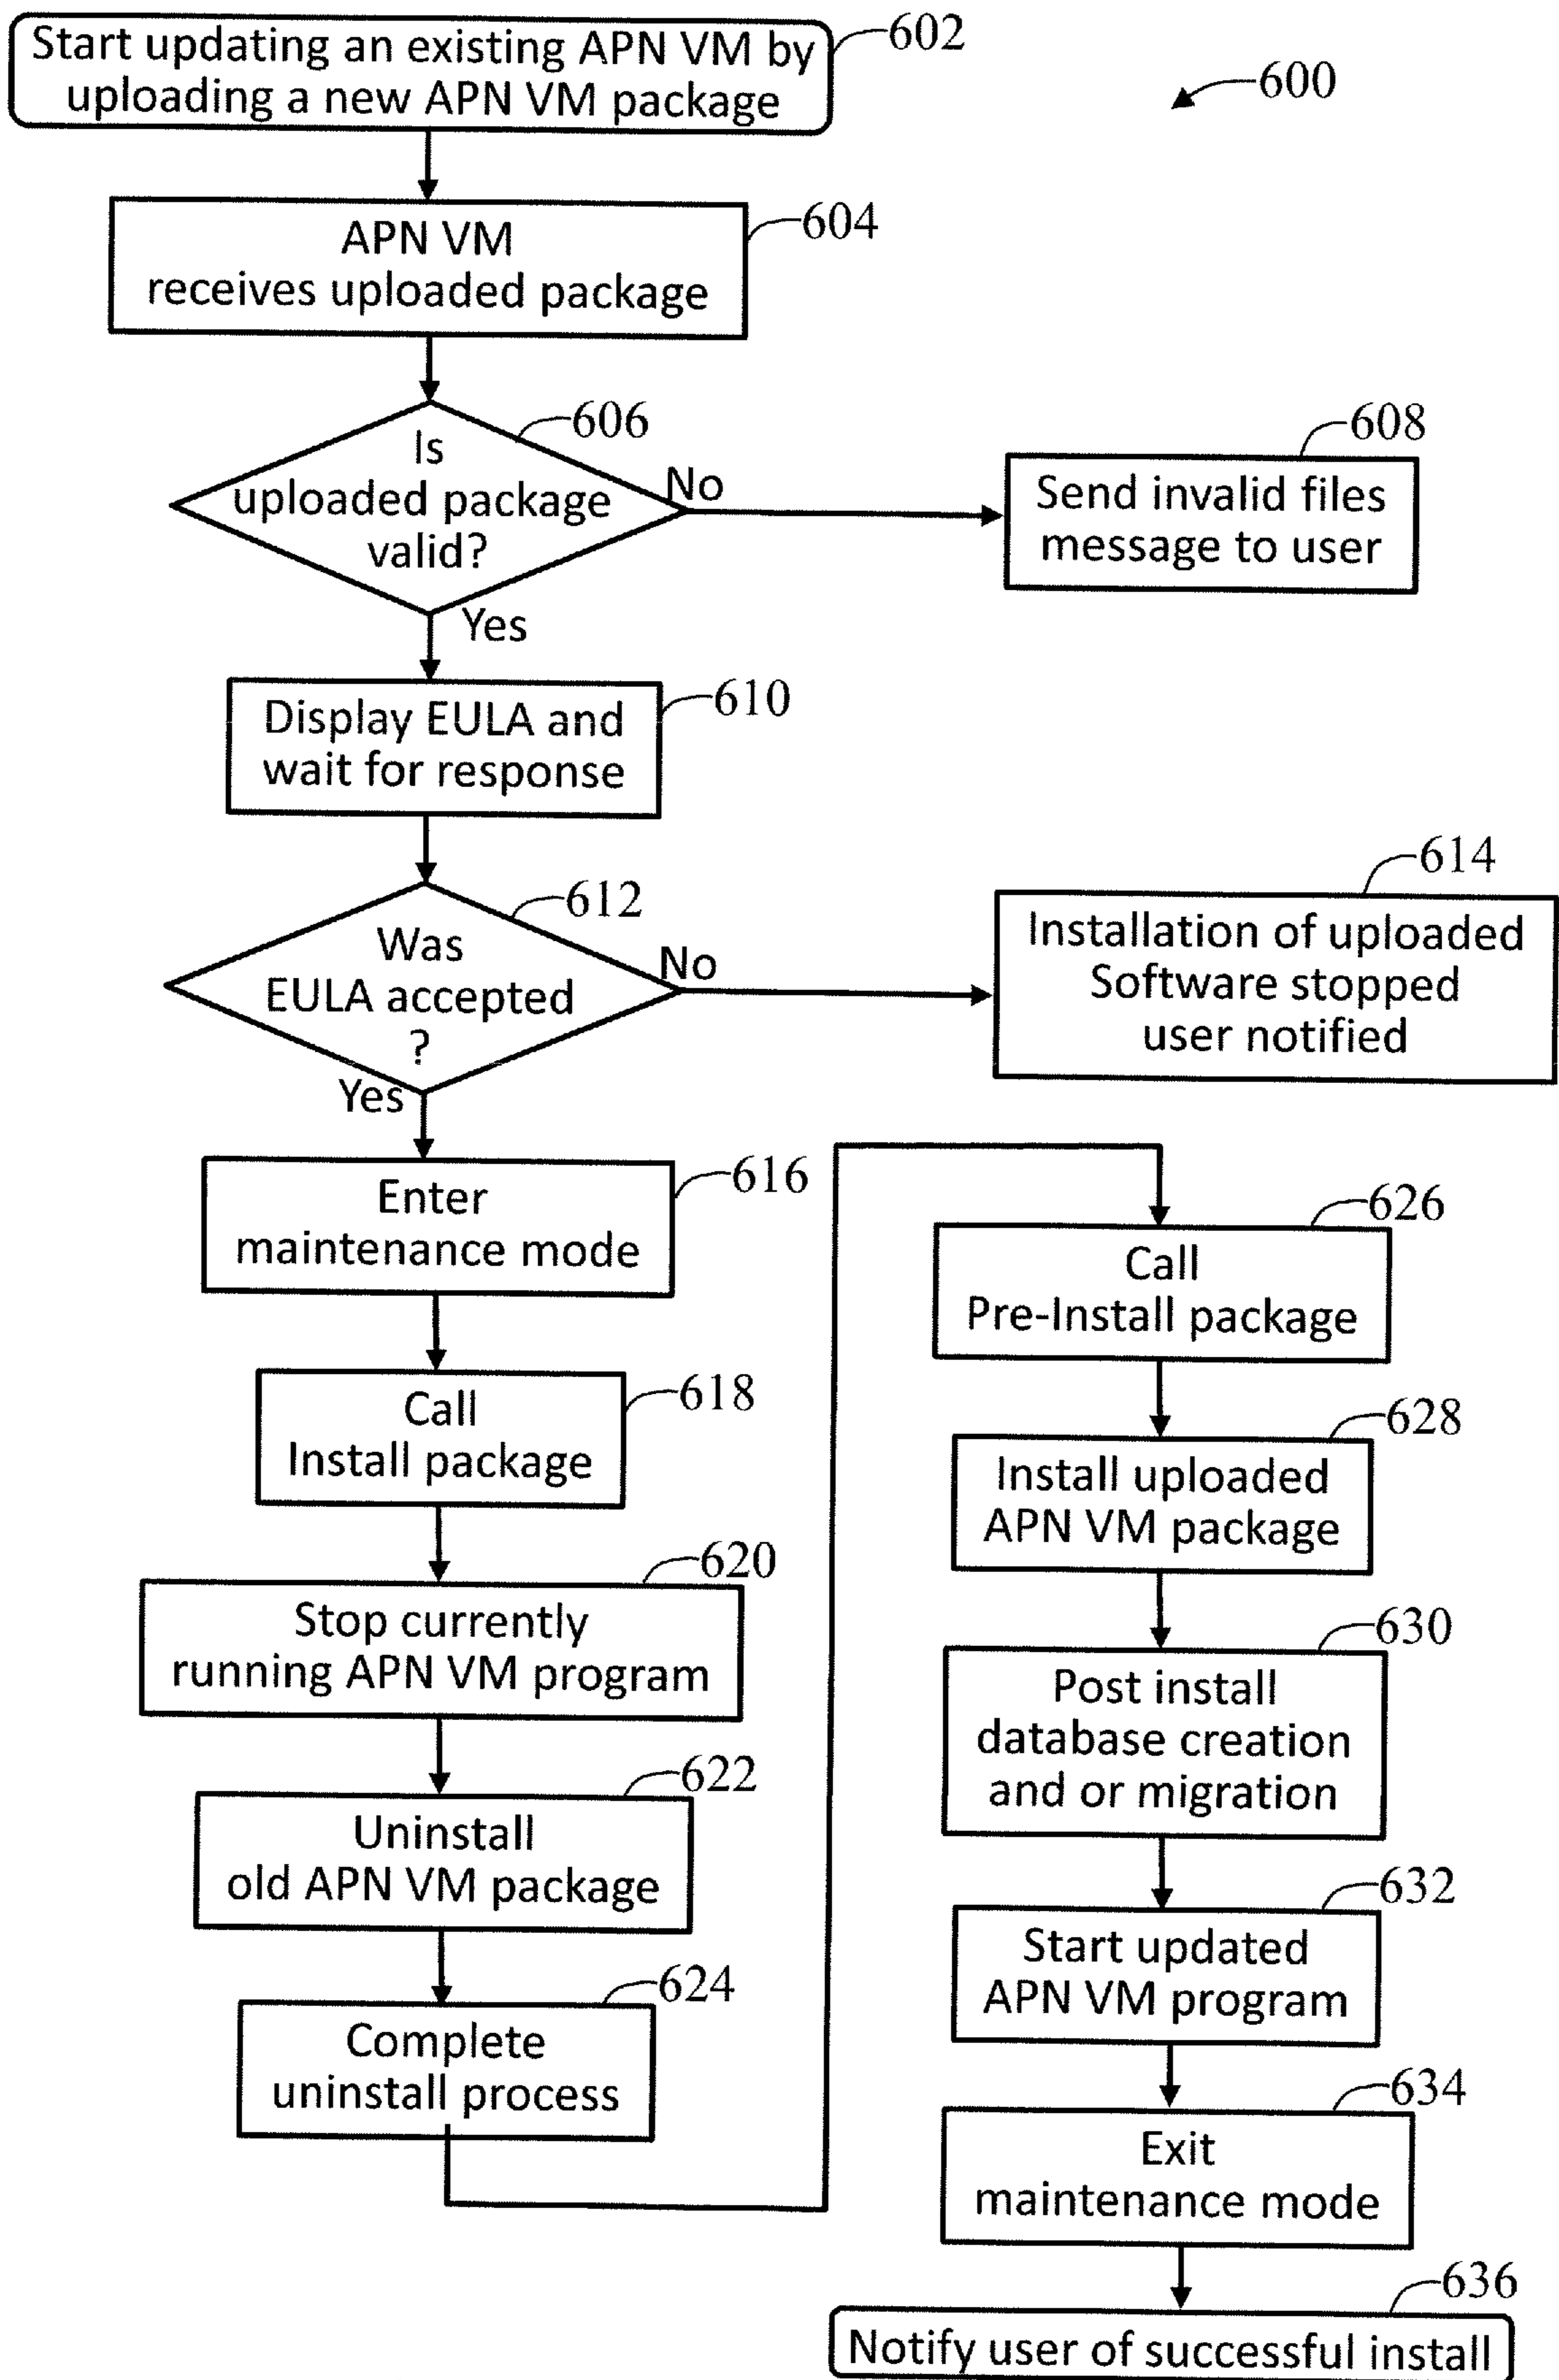 Start updating an existing APN VM by
uploading a new APN VM package
602
600
APN VM
receives uploaded package
604
Is
uploaded package
valid?
606
No
Yes
Send invalid files
message to user
608
Display EULA and
wait for response
610
Was
EULA accepted
?
612
No
Yes
Installation of uploaded
Software stopped
user notified
614
Enter
maintenance mode
616
Call
Install package
618
Stop currently
running APN VM program
620
Uninstall
old APN VM package
622
Complete
uninstall process
624
Call
Pre-Install package
626
Install uploaded
APN VM package
628
Post install
database creation
and or migration
630
Start updated
APN VM program
632
Exit
maintenance mode
634
Notify user of successful install
636